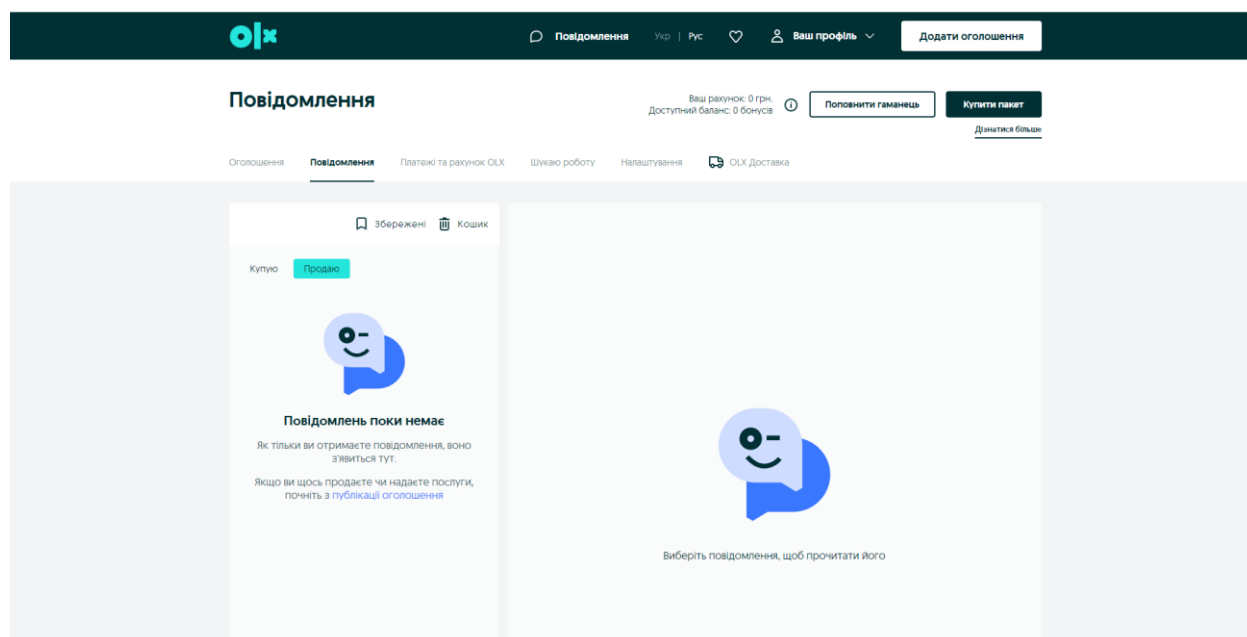 olx
Повідомлення
Укр | Рус
Ваш профіль
Додати оголошення
Повідомлення
Ваш рахунок: 0 грн.
Доступний баланс: 0 бонусів
Поповнити гаманець
Купити пакет
Дізнатися більше
Оголошення
Повідомлення
Платежі та рахунок OLX
Шукаю роботу
Налаштування
OLX Доставка
Збережені
Кошик
Купую
Продаю
Повідомлень поки немає
Як тільки ви отримаєте повідомлення, воно
з'явиться тут.
Якщо ви щось продаєте чи надаєте послуги,
почніть з публікації оголошення
Виберіть повідомлення, щоб прочитати його